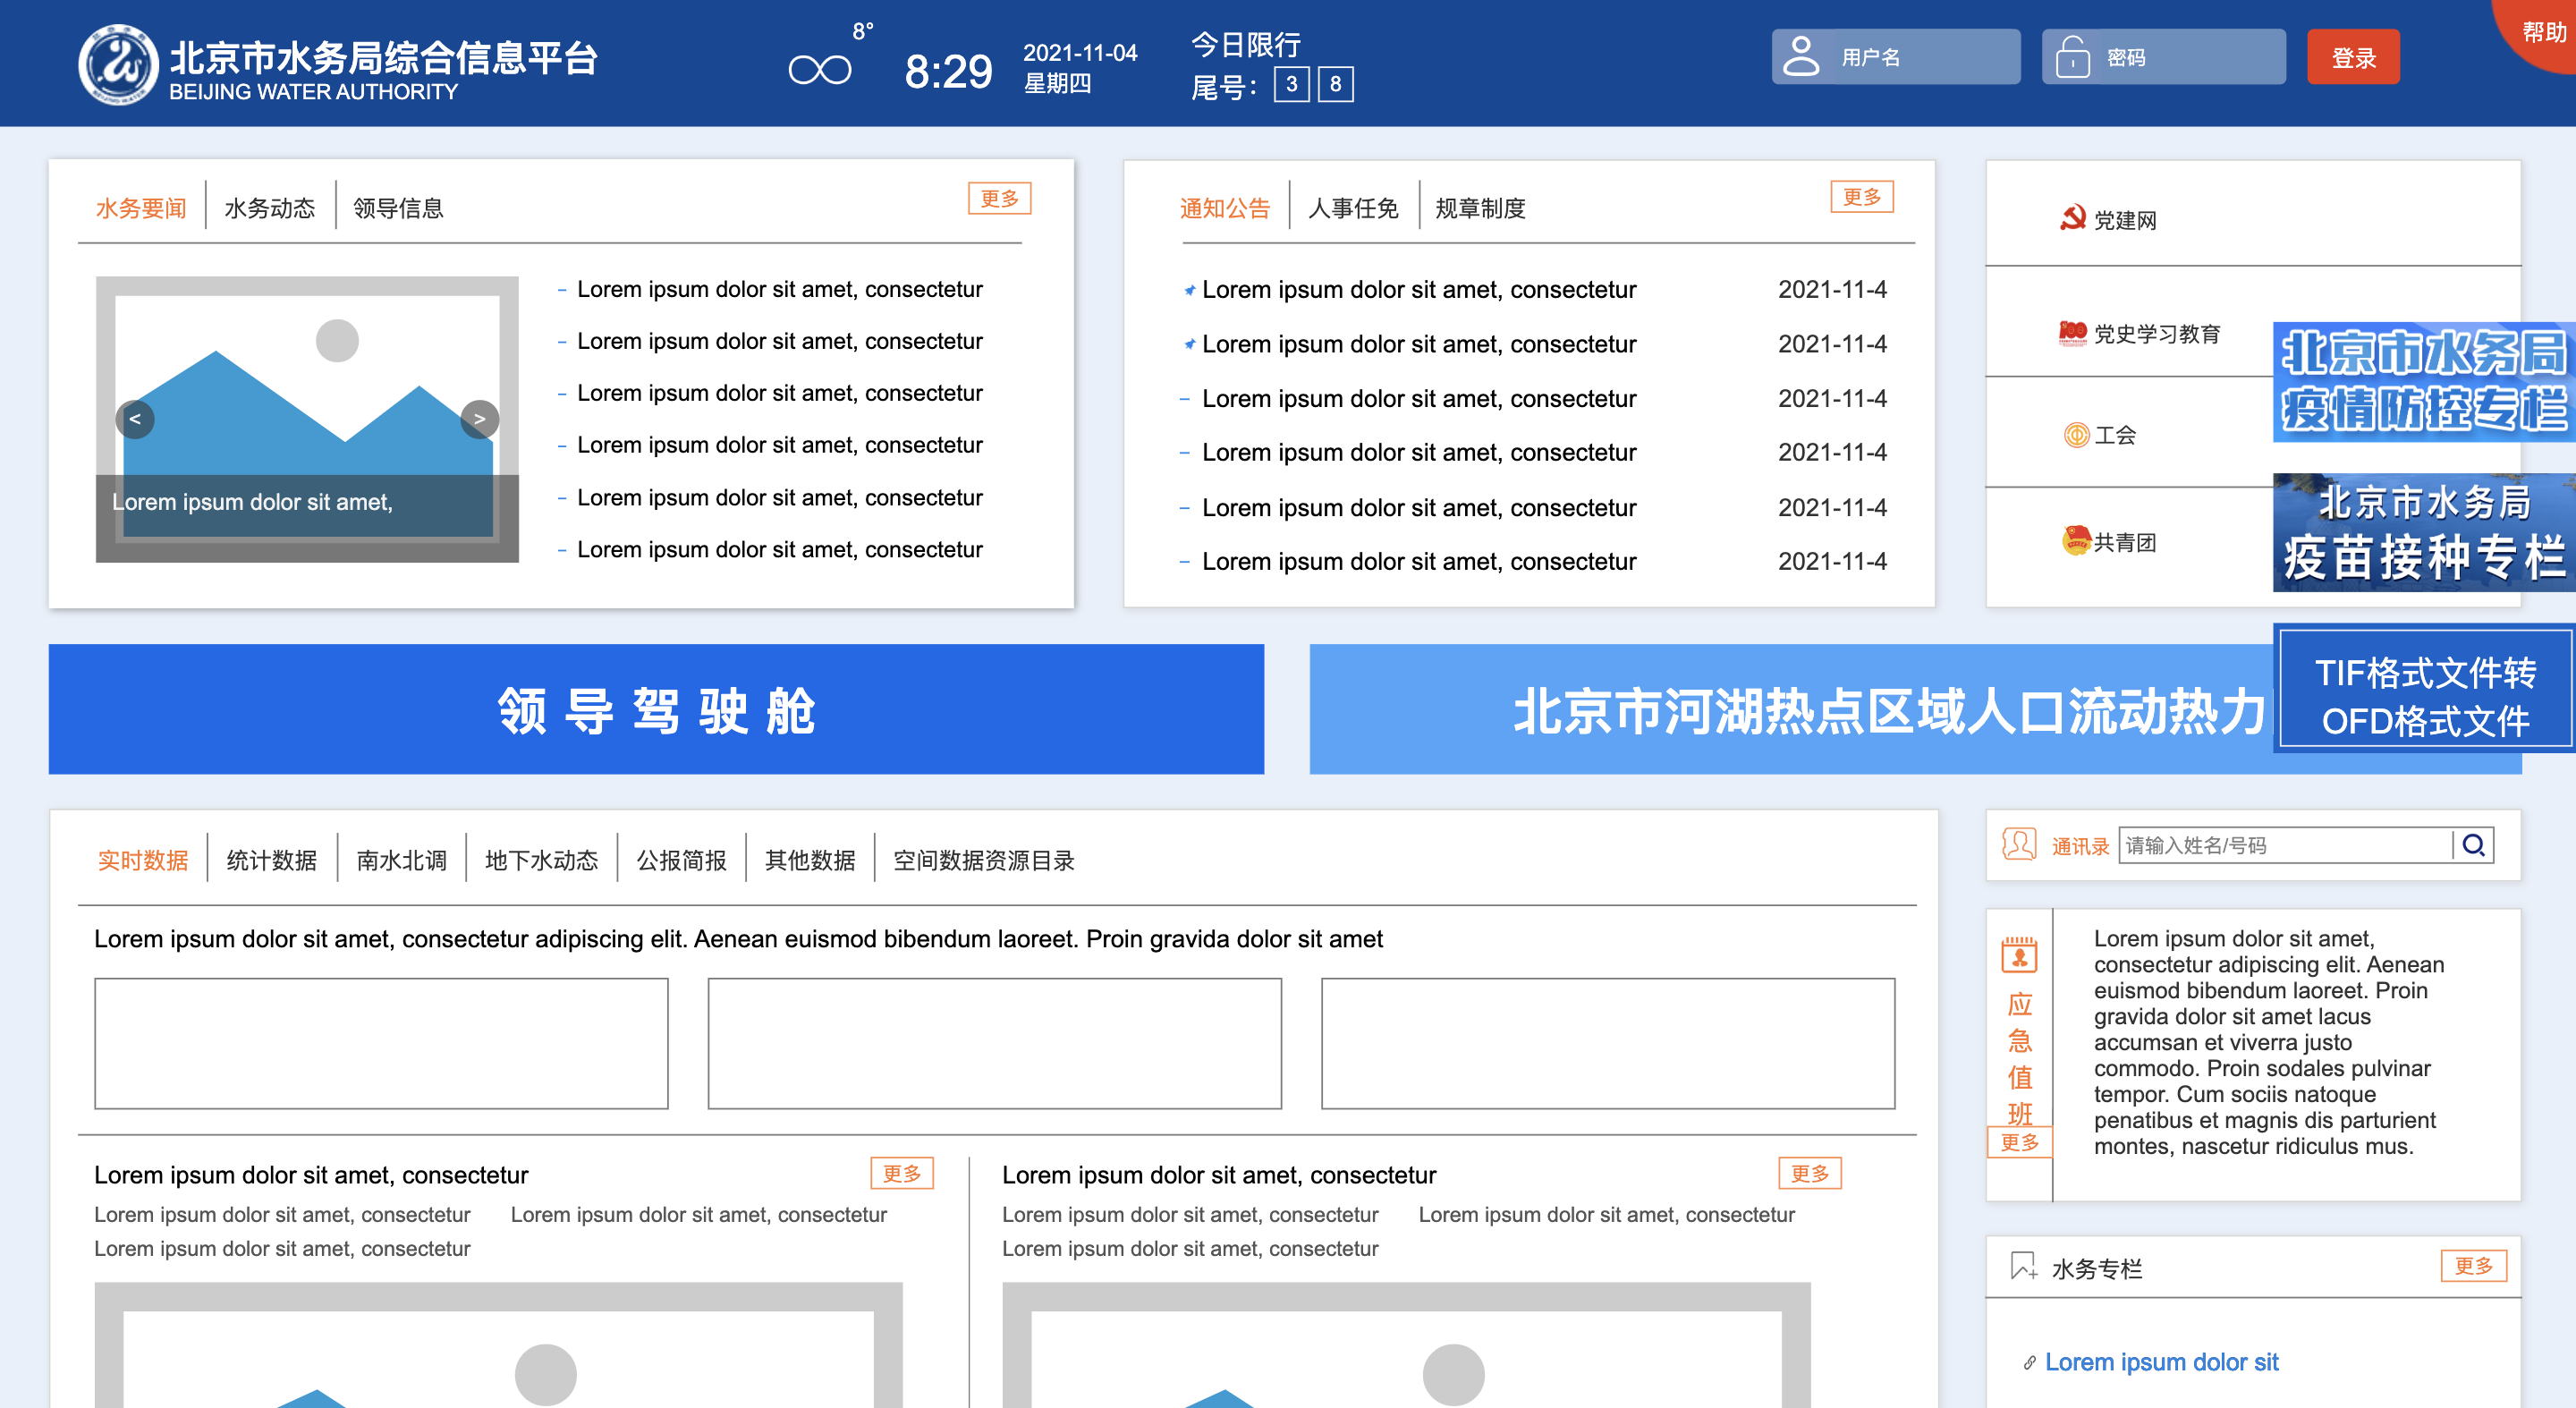 北京市水务局综合信息平台
BEIJING WATER AUTHORITY
8°
8:29
2021-11-04
星期四
今日限行
尾号： 3 8
用户名
密码
登录
帮助
水务要闻 水务动态 领导信息 更多
Lorem ipsum dolor sit amet, consectetur
Lorem ipsum dolor sit amet, consectetur
Lorem ipsum dolor sit amet, consectetur
Lorem ipsum dolor sit amet, consectetur
Lorem ipsum dolor sit amet, consectetur
Lorem ipsum dolor sit amet, consectetur
< >
Lorem ipsum dolor sit amet,
通知公告 人事任免 规章制度 更多
Lorem ipsum dolor sit amet, consectetur 2021-11-4
Lorem ipsum dolor sit amet, consectetur 2021-11-4
Lorem ipsum dolor sit amet, consectetur 2021-11-4
Lorem ipsum dolor sit amet, consectetur 2021-11-4
Lorem ipsum dolor sit amet, consectetur 2021-11-4
Lorem ipsum dolor sit amet, consectetur 2021-11-4
党建网
党史学习教育
工会
共青团
北京市水务局
疫情防控专栏
北京市水务局
疫苗接种专栏
TIF格式文件转
OFD格式文件
领导驾驶舱
北京市河湖热点区域人口流动热力
实时数据 统计数据 南水北调 地下水动态 公报简报 其他数据 空间数据资源目录
Lorem ipsum dolor sit amet, consectetur adipiscing elit. Aenean euismod bibendum laoreet. Proin gravida dolor sit amet
Lorem ipsum dolor sit amet, consectetur 更多
Lorem ipsum dolor sit amet, consectetur Lorem ipsum dolor sit amet, consectetur
Lorem ipsum dolor sit amet, consectetur
Lorem ipsum dolor sit amet, consectetur 更多
Lorem ipsum dolor sit amet, consectetur Lorem ipsum dolor sit amet, consectetur
Lorem ipsum dolor sit amet, consectetur
通讯录 请输入姓名/号码
应急值班
更多
Lorem ipsum dolor sit amet,
consectetur adipiscing elit. Aenean
euismod bibendum laoreet. Proin
gravida dolor sit amet lacus
accumsan et viverra justo
commodo. Proin sodales pulvinar
tempor. Cum sociis natoque
penatibus et magnis dis parturient
montes, nascetur ridiculus mus.
水务专栏 更多
Lorem ipsum dolor sit